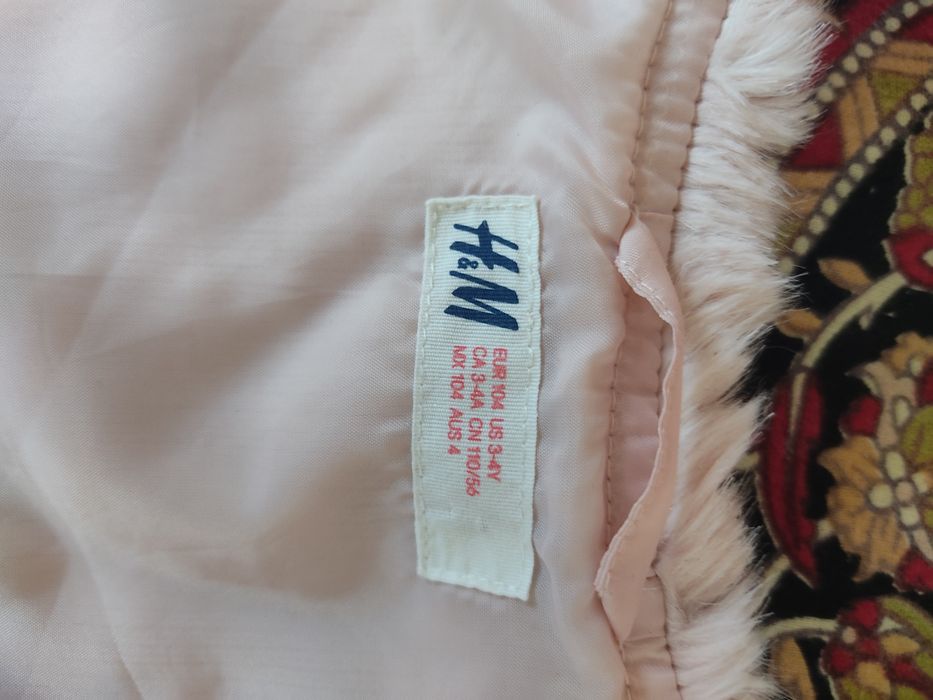 H&M
EUR 104 US 3-4Y
CA 3-4A CN 110/56
MX 104 AUS 4